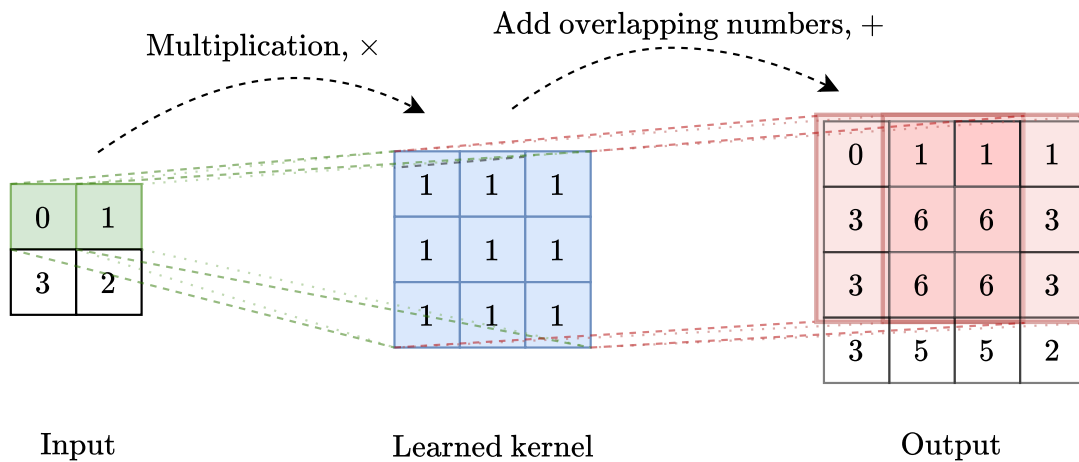 Multiplication, ×
Add overlapping numbers, +
0 1
3 2
1 1 1
1 1 1
1 1 1
0 1 1 1
3 6 6 3
3 6 6 3
3 5 5 2
Input
Learned kernel
Output